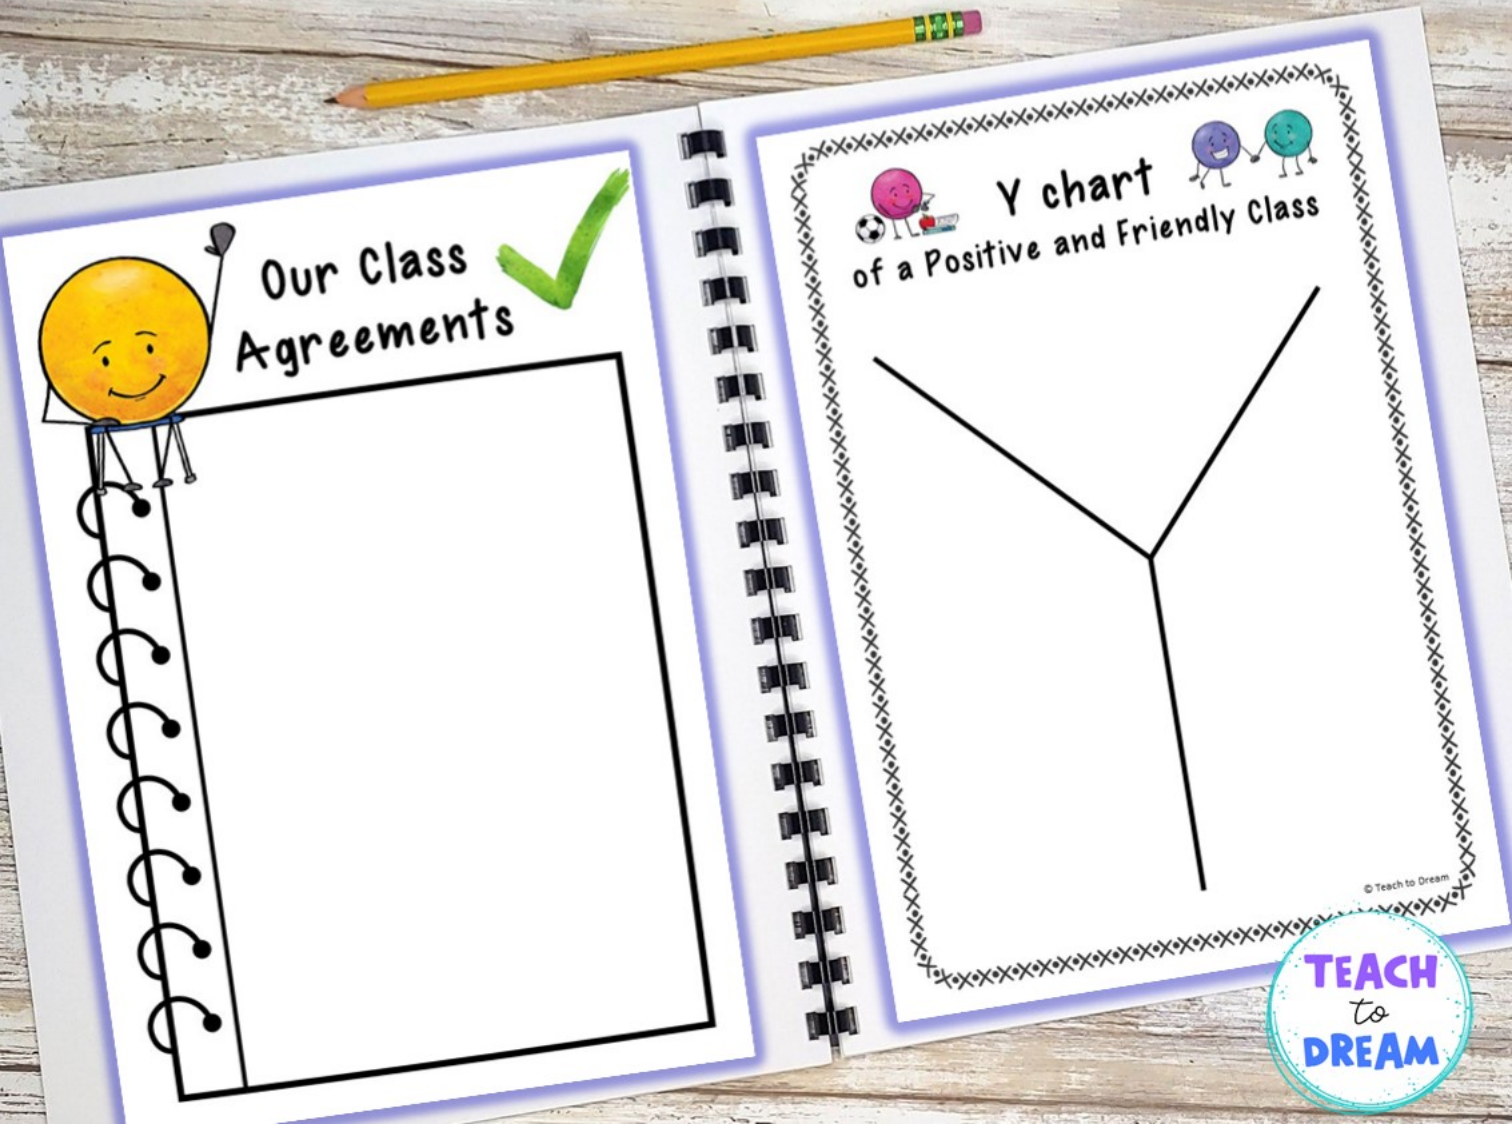 Our Class
Agreements
Y chart
of a Positive and Friendly Class
© Teach to Dream
TEACH
to
DREAM